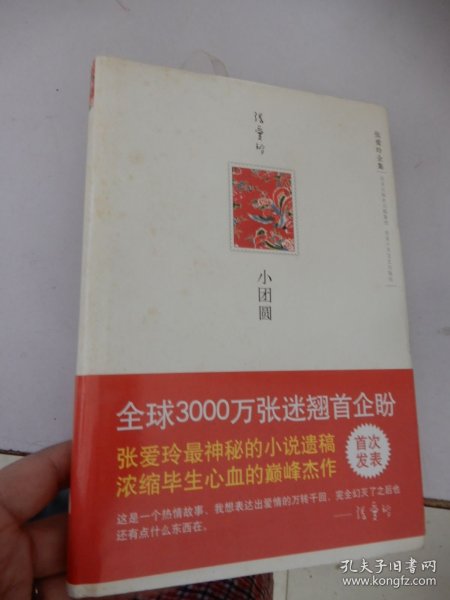 张爱玲
张爱玲全集
小团圆
全球3000万张迷翘首企盼
张爱玲最神秘的小说遗稿
浓缩毕生心血的巅峰杰作
首次
发表
这是一个热情故事，我想表达出爱情的万转千回，完全幻灭了之后也
还有点什么东西在。
——张爱玲
孔夫子旧书网
www.kongfz.com